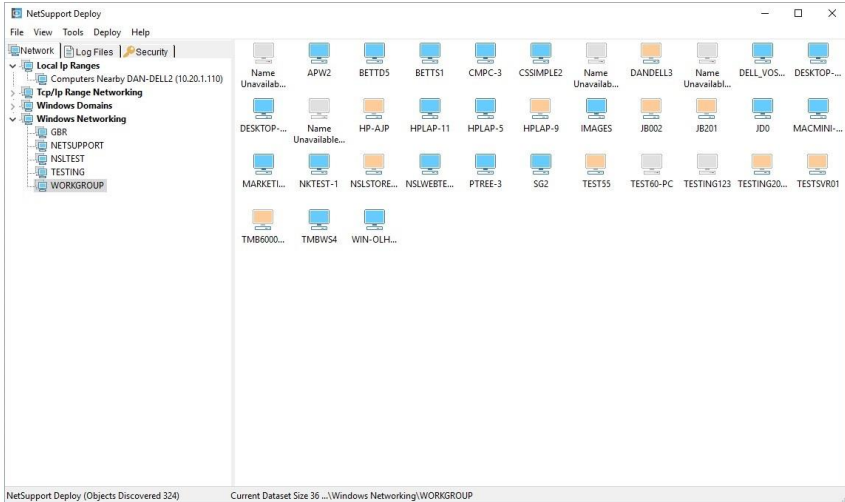 NetSupport Deploy
File View Tools Deploy Help
Network Log Files Security
Local Ip Ranges
Computers Nearby DAN-DELL2 (10.20.1.110)
Tcp/Ip Range Networking
Windows Domains
Windows Networking
GBR
NETSUPPORT
NSLTEST
TESTING
WORKGROUP
Name Unavailab... APW2 BETTD5 BETTS1 CMPC-3 CSSIMPLE2 Name Unavailab... DANDELL3 Name Unavailabl... DELL_VOS... DESKTOP-...
DESKTOP-... Name Unavailable... HP-AJP HPLAP-11 HPLAP-5 HPLAP-9 IMAGES JB002 JB201 JD0 MACMINI-...
MARKETI... NKTEST-1 NSLSTORE... NSLWEBTE... PTREE-3 SG2 TEST55 TEST60-PC TESTING123 TESTING20... TESTSVR01
TMB6000... TMBWS4 WIN-OLH...
NetSupport Deploy (Objects Discovered 324) Current Dataset Size 36 ...\Windows Networking\WORKGROUP